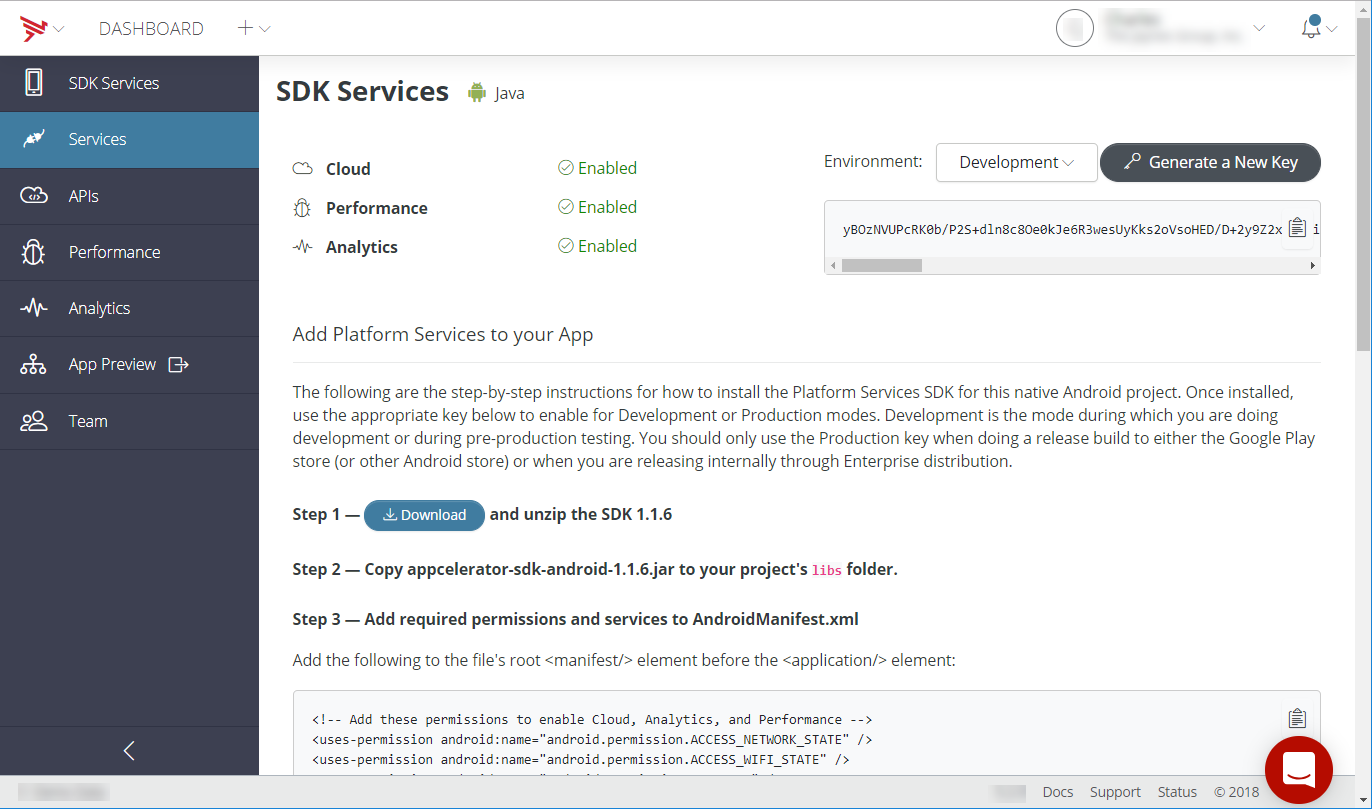 DASHBOARD
SDK Services
Services
APIs
Performance
Analytics
App Preview
Team
SDK Services Java
Cloud Enabled
Performance Enabled
Analytics Enabled
Environment: Development Generate a New Key
yBOzNVUPcRK0b/P2S+dln8c8Oe0kJe6R3wesUyKks2oVsoHED/D+2y9Z2x i
Add Platform Services to your App
The following are the step-by-step instructions for how to install the Platform Services SDK for this native Android project. Once installed,
use the appropriate key below to enable for Development or Production modes. Development is the mode during which you are doing
development or during pre-production testing. You should only use the Production key when doing a release build to either the Google Play
store (or other Android store) or when you are releasing internally through Enterprise distribution.
Step 1 — Download and unzip the SDK 1.1.6
Step 2 — Copy appcelerator-sdk-android-1.1.6.jar to your project's libs folder.
Step 3 — Add required permissions and services to AndroidManifest.xml
Add the following to the file's root <manifest/> element before the <application/> element:
<!-- Add these permissions to enable Cloud, Analytics, and Performance -->
<uses-permission android:name="android.permission.ACCESS_NETWORK_STATE" />
<uses-permission android:name="android.permission.ACCESS_WIFI_STATE" />
Docs Support Status © 2018